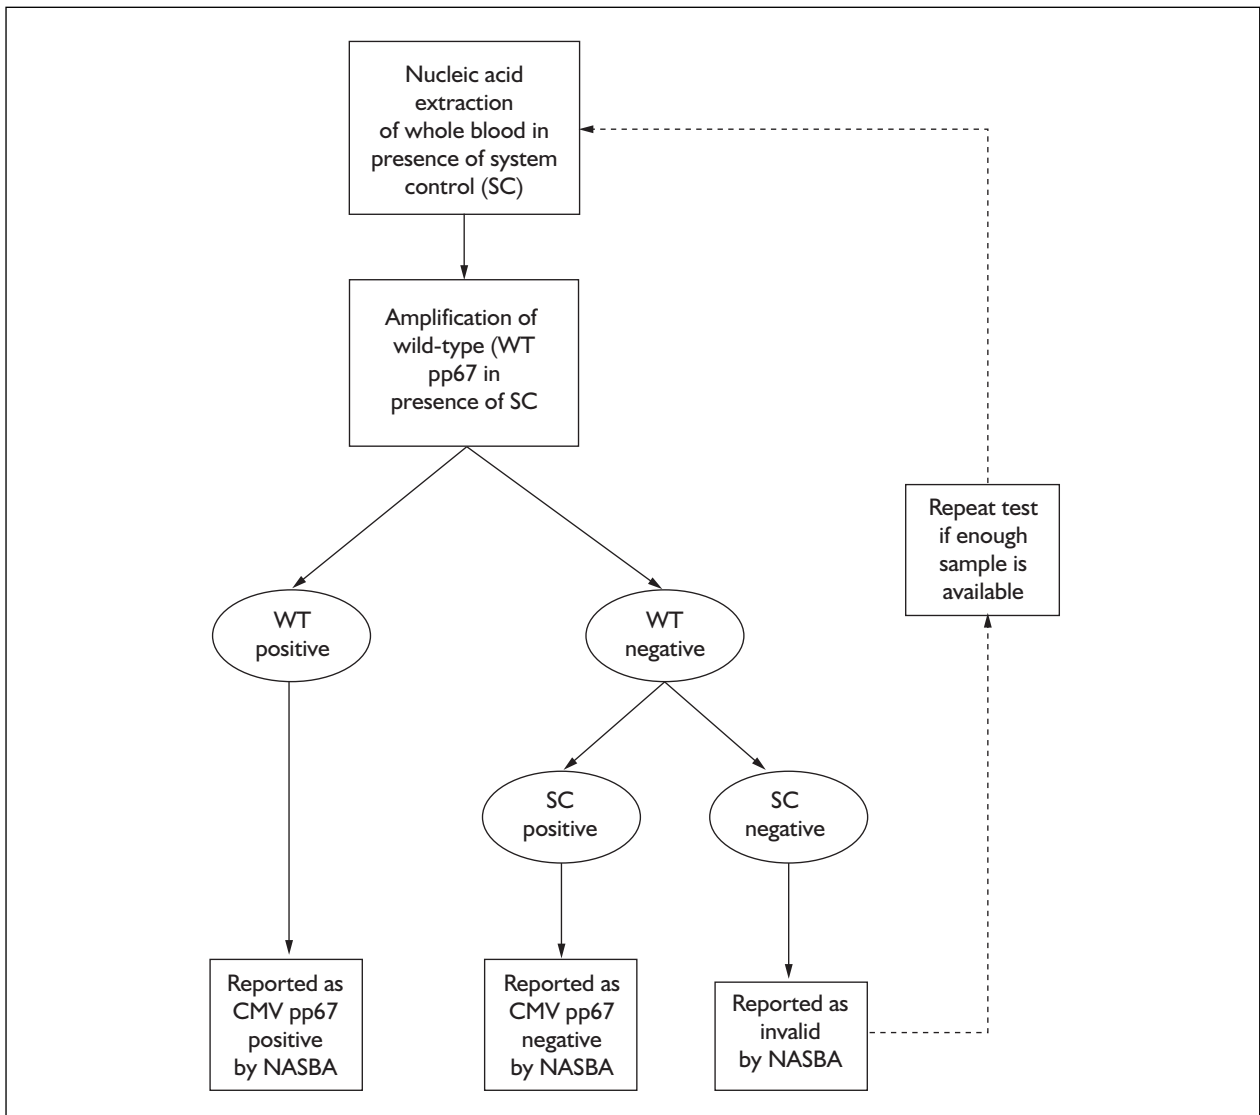 Nucleic acid
extraction
of whole blood in
presence of system
control (SC)
Amplification of
wild-type (WT
pp67 in
presence of SC
Repeat test
if enough
sample is
available
WT
positive
WT
negative
SC
positive
SC
negative
Reported as
CMV pp67
positive
by NASBA
Reported as
CMV pp67
negative
by NASBA
Reported as
invalid
by NASBA